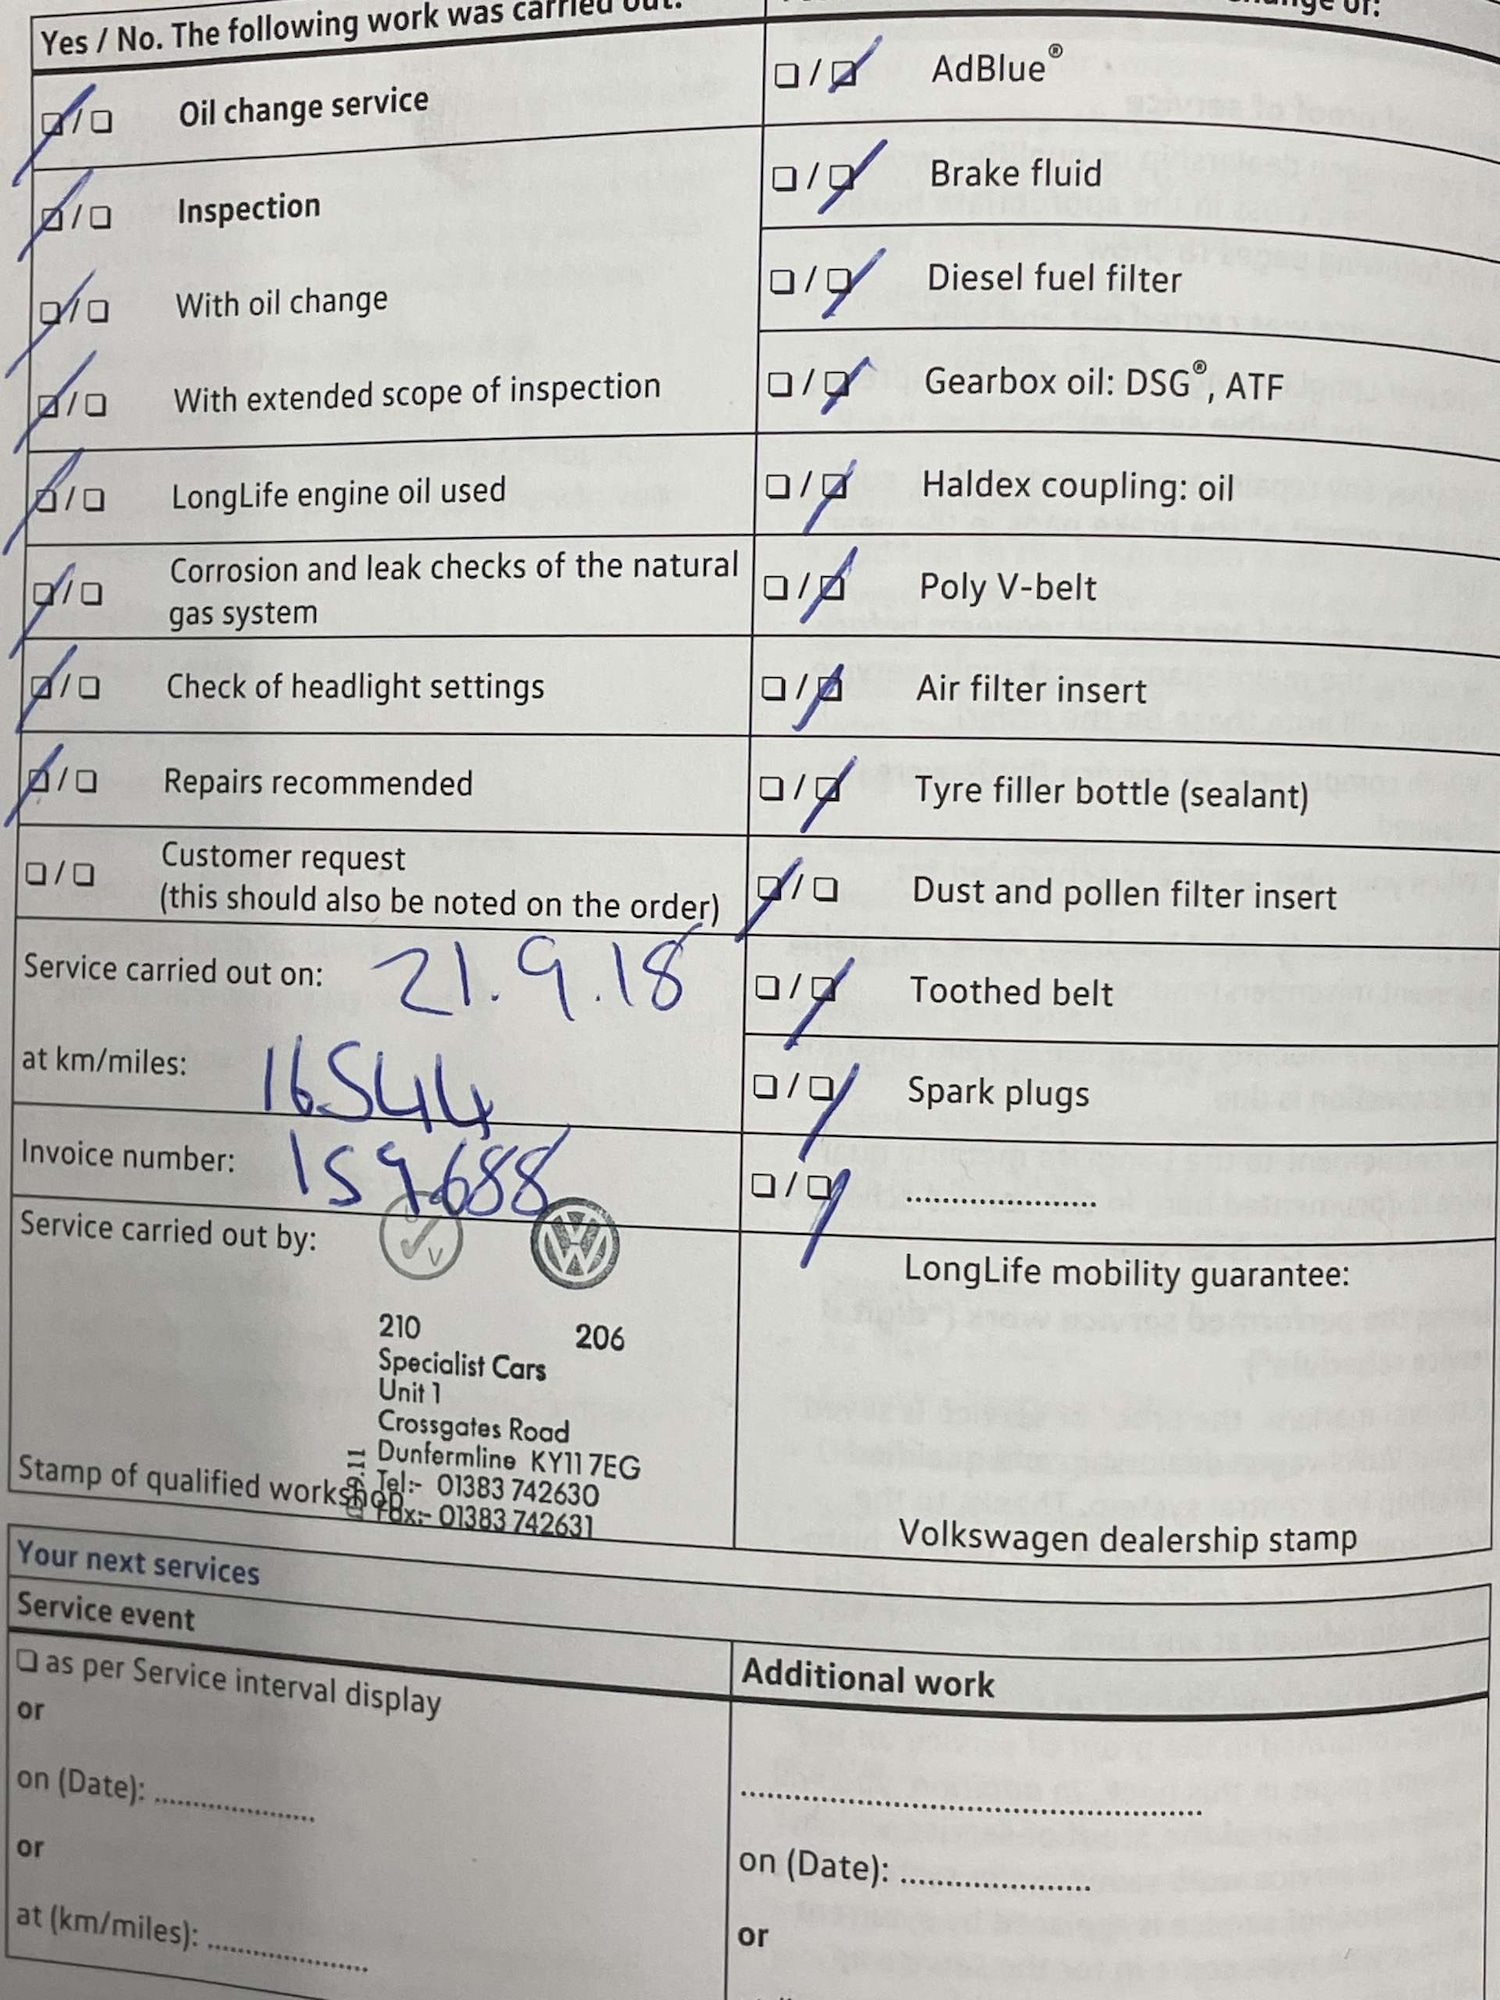 Yes / No. The following work was carried out:
☐/☐ Oil change service
☐/☐ Inspection
☐/☐ With oil change
☐/☐ With extended scope of inspection
☐/☐ LongLife engine oil used
☐/☐ Corrosion and leak checks of the natural
gas system
☐/☐ Check of headlight settings
☐/☐ Repairs recommended
☐/☐ Customer request
(this should also be noted on the order)
Service carried out on: 21.9.18
at km/miles: 16544
Invoice number: 159688
Service carried out by:
UV
VW
210 206
Specialist Cars
Unit 1
Crossgates Road
Dunfermline KY11 7EG
Tel:- 01383 742630
Fax:- 01383 742631
Stamp of qualified workshop
of:
☐/☐ AdBlue®
☐/☐ Brake fluid
☐/☐ Diesel fuel filter
☐/☐ Gearbox oil: DSG®, ATF
☐/☐ Haldex coupling: oil
☐/☐ Poly V-belt
☐/☐ Air filter insert
☐/☐ Tyre filler bottle (sealant)
☐/☐ Dust and pollen filter insert
☐/☐ Toothed belt
☐/☐ Spark plugs
☐/☐ ....................
LongLife mobility guarantee:
Volkswagen dealership stamp
Your next services
Service event
☐ as per Service interval display
or
on (Date): ....................
or
at (km/miles): ....................
Additional work
..................................................
on (Date): ....................
or